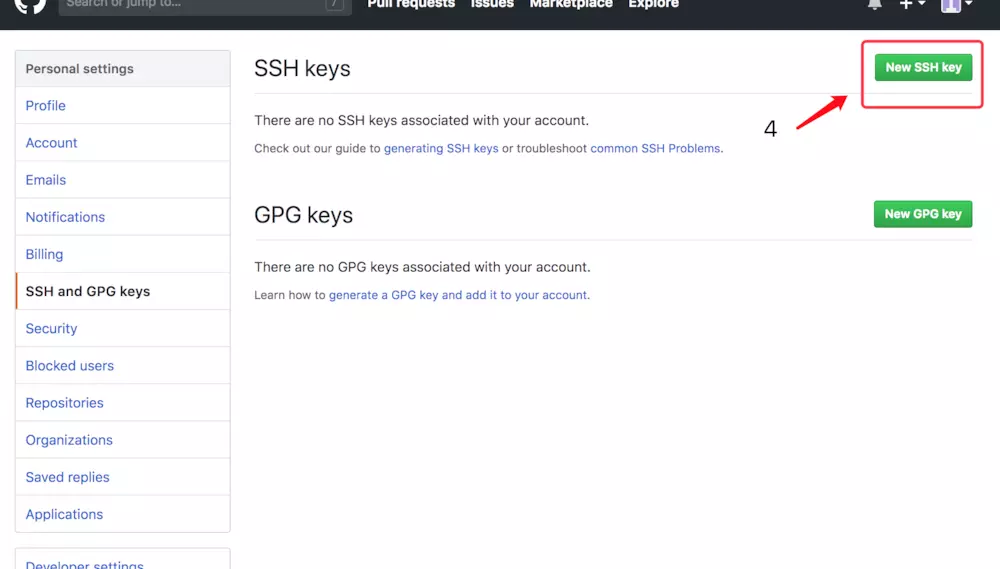 Search or jump to... / Pull requests Issues Marketplace Explore
Personal settings
Profile
Account
Emails
Notifications
Billing
SSH and GPG keys
Security
Blocked users
Repositories
Organizations
Saved replies
Applications
Developer settings
SSH keys
New SSH key
4
There are no SSH keys associated with your account.
Check out our guide to generating SSH keys or troubleshoot common SSH Problems.
GPG keys
New GPG key
There are no GPG keys associated with your account.
Learn how to generate a GPG key and add it to your account.